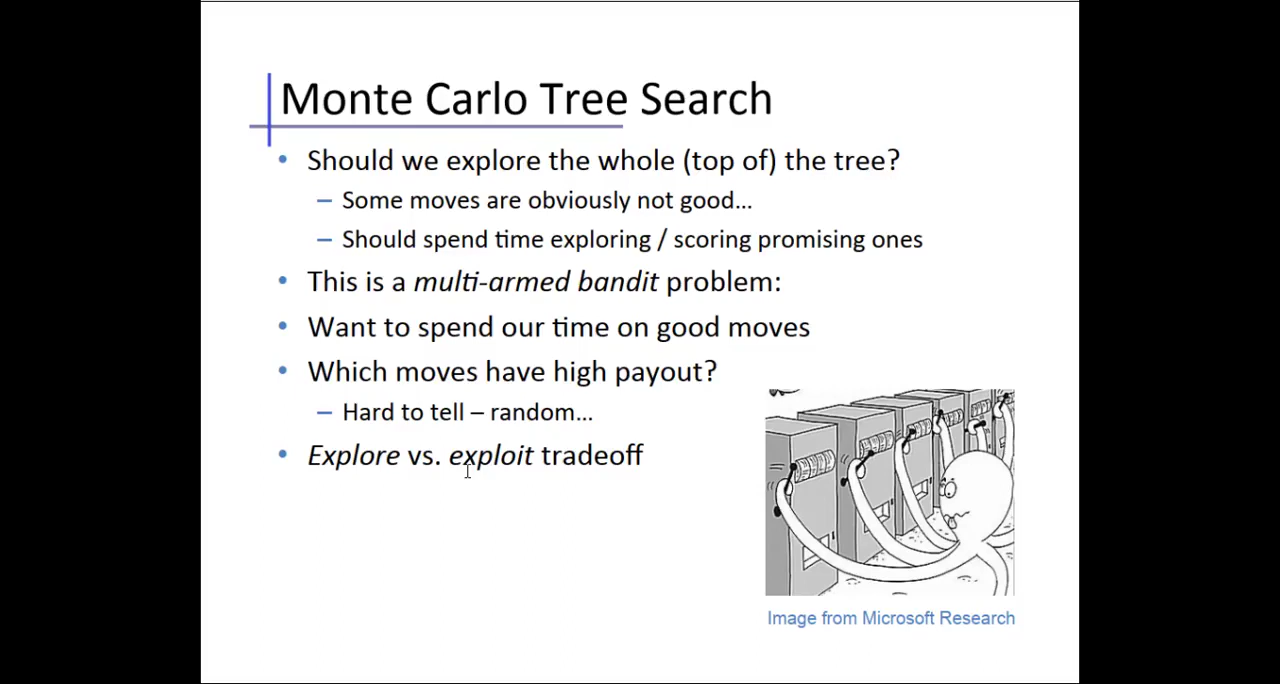 Monte Carlo Tree Search
• Should we explore the whole (top of) the tree?
– Some moves are obviously not good...
– Should spend time exploring / scoring promising ones
• This is a multi-armed bandit problem:
• Want to spend our time on good moves
• Which moves have high payout?
– Hard to tell – random...
• Explore vs. exploit tradeoff
Image from Microsoft Research